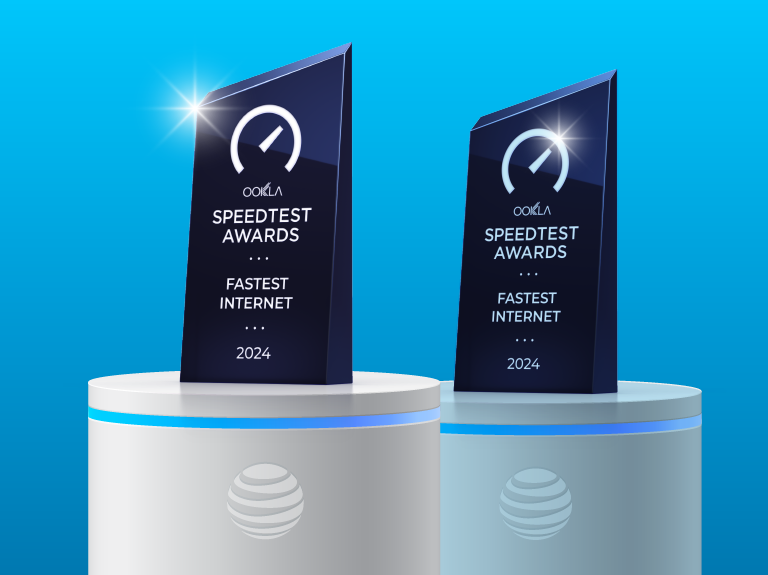 OOKLA
SPEEDTEST
AWARDS
...
FASTEST
INTERNET
...
2024
OOKLA
SPEEDTEST
AWARDS
...
FASTEST
INTERNET
...
2024